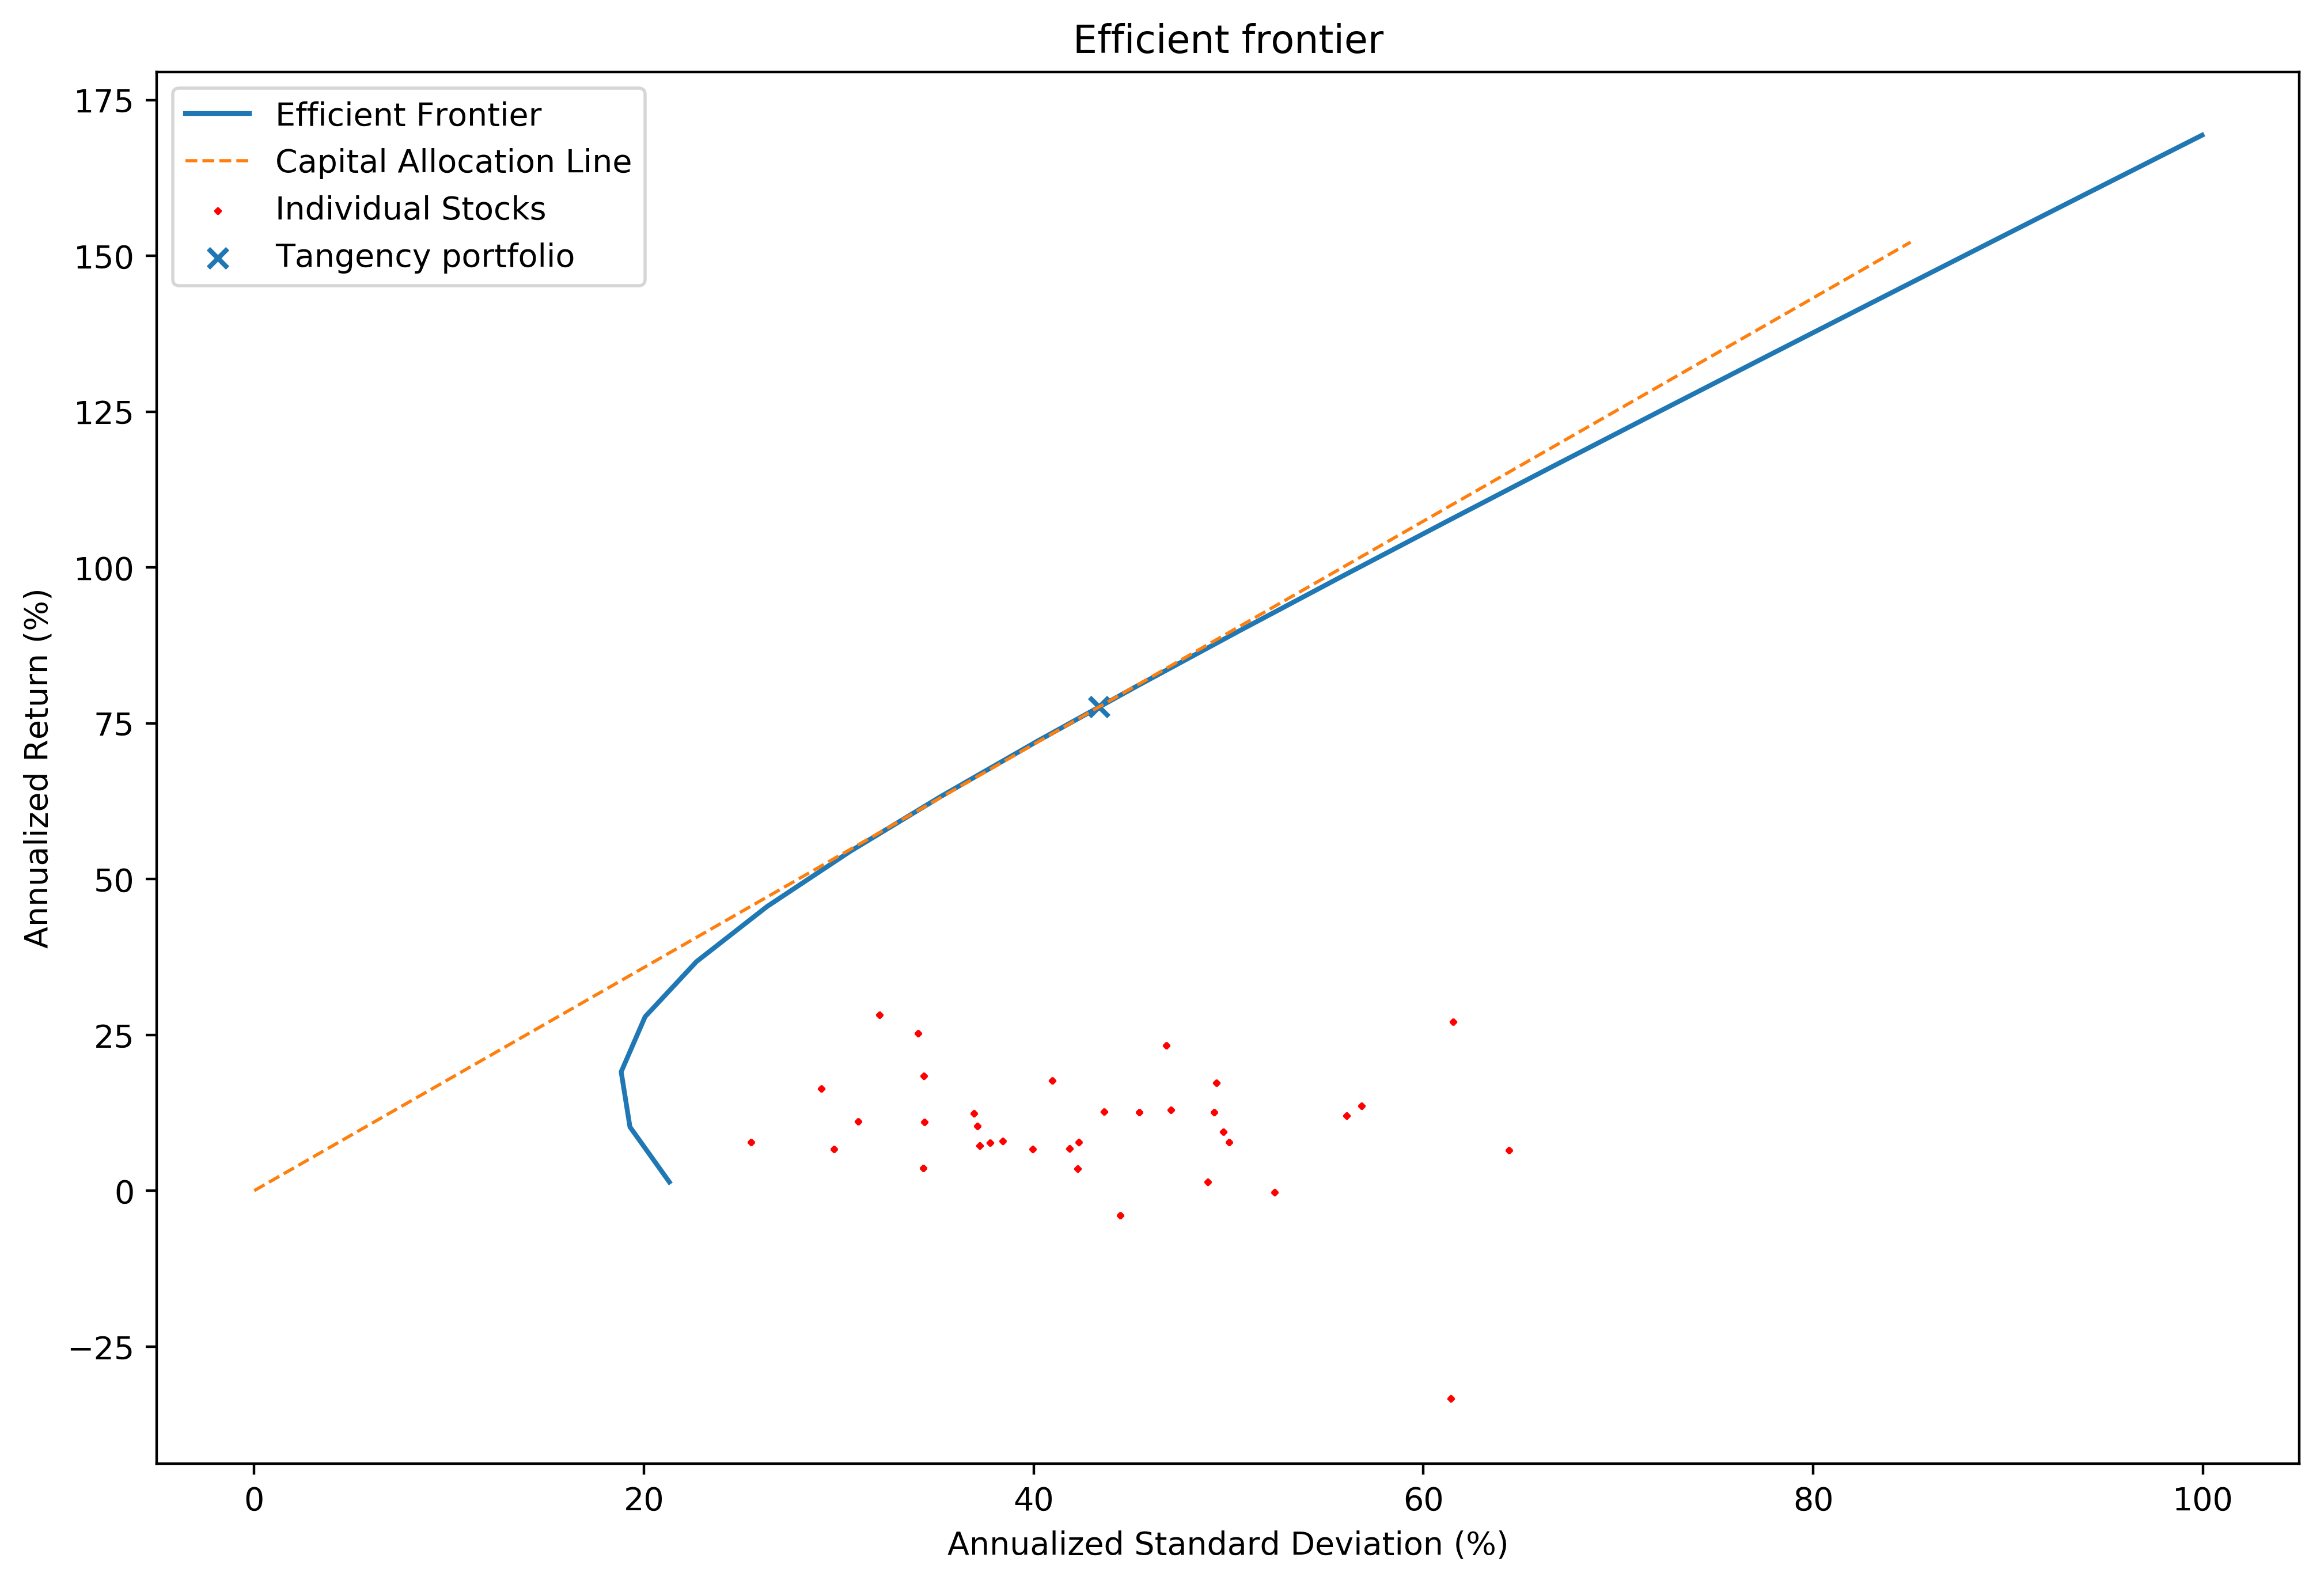 Efficient frontier
175
150
125
100
75
50
25
0
−25
Annualized Return (%)
Efficient Frontier
Capital Allocation Line
Individual Stocks
Tangency portfolio
0 20 40 60 80 100
Annualized Standard Deviation (%)